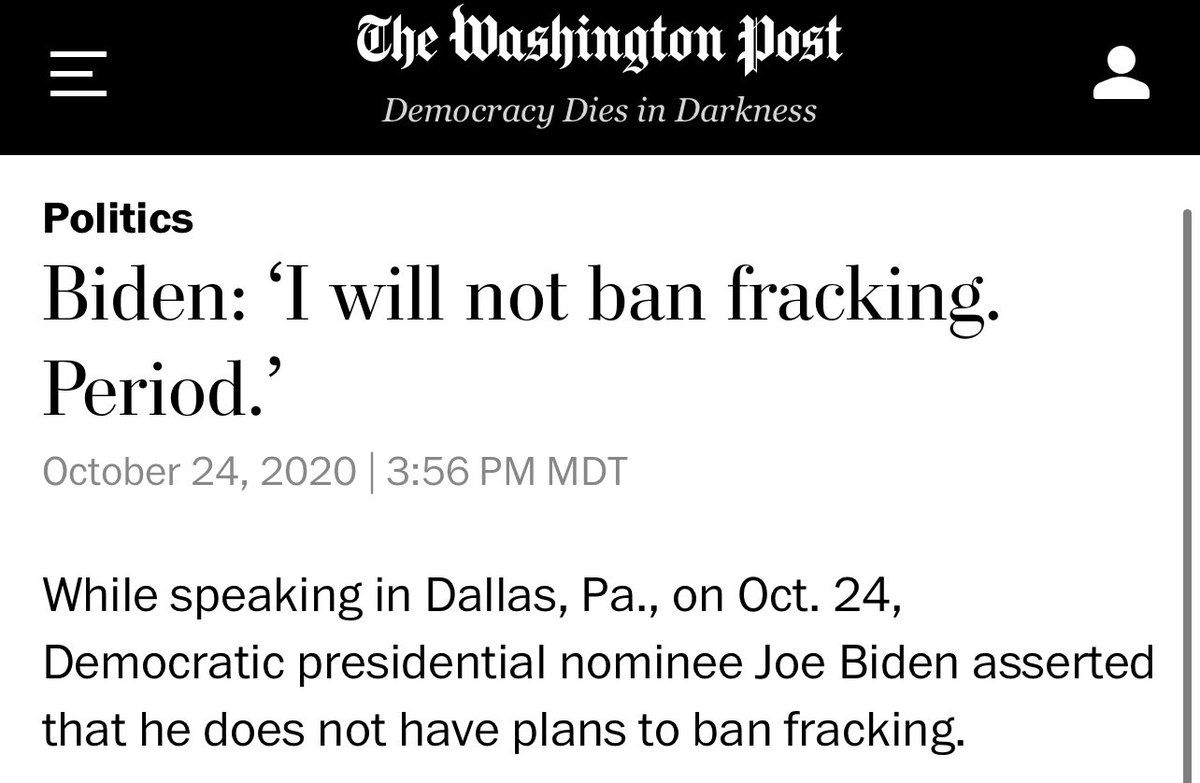 The Washington Post
Democracy Dies in Darkness
Politics
Biden: ‘I will not ban fracking.
Period.’
October 24, 2020 | 3:56 PM MDT
While speaking in Dallas, Pa., on Oct. 24,
Democratic presidential nominee Joe Biden asserted
that he does not have plans to ban fracking.